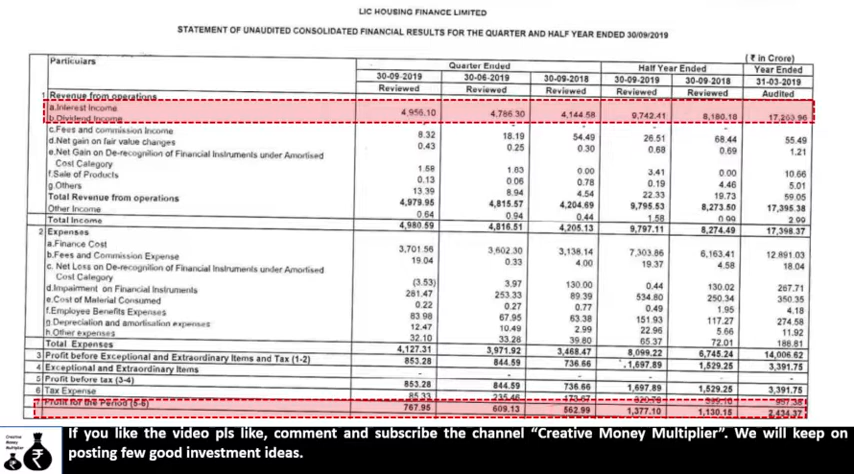 LIC HOUSING FINANCE LIMITED
STATEMENT OF UNAUDITED CONSOLIDATED FINANCIAL RESULTS FOR THE QUARTER AND HALF YEAR ENDED 30/09/2019
(₹ in Crore)
Particulars Quarter Ended Half Year Ended Year Ended
30-09-2019 30-06-2019 30-09-2018 30-09-2019 30-09-2018 31-03-2019
Reviewed Reviewed Reviewed Reviewed Reviewed Audited
1 Revenue from operations
a.Interest Income 4,956.10 4,786.30 4,144.58 9,742.41 8,180.18 17,203.96
b.Dividend Income - - - - - -
c.Fees and commission Income 8.32 18.19 54.49 26.51 68.44 55.49
d.Net gain on fair value changes 0.43 0.25 0.30 0.68 0.69 1.21
e.Net Gain on De-recognition of Financial Instruments under Amortised
Cost Category 1.58 1.83 0.00 3.41 0.00 10.66
f.Sale of Products 0.13 0.06 0.78 0.19 4.46 5.01
g.Others 13.39 8.94 4.54 22.33 19.73 59.05
Total Revenue from operations 4,979.95 4,815.57 4,204.69 9,795.53 8,273.50 17,395.38
Other Income 0.64 0.94 0.44 1.58 0.99 2.99
Total Income 4,980.59 4,816.51 4,205.13 9,797.11 8,274.49 17,398.37
2 Expenses
a.Finance Cost 3,701.56 3,602.30 3,138.14 7,303.86 6,163.41 12,891.03
b.Fees and Commission Expense 19.04 0.33 4.00 19.37 4.58 18.04
c. Net Loss on De-recognition of Financial Instruments under Amortised
Cost Category (3.53) 3.97 130.00 0.44 130.02 267.71
d.Impairment on Financial Instruments 281.47 253.33 89.39 534.80 250.34 350.35
e.Cost of Material Consumed 0.22 0.27 0.77 0.49 1.95 4.18
f.Employee Benefits Expenses 83.98 67.95 63.38 151.93 117.27 274.58
g.Depreciation and amortisation expenses 12.47 10.49 2.99 22.96 5.66 11.92
h.Other expenses 32.10 33.28 39.80 65.37 72.01 188.81
Total Expenses 4,127.31 3,971.92 3,468.47 8,099.22 6,745.24 14,006.62
3 Profit before Exceptional and Extraordinary Items and Tax (1-2) 853.28 844.59 736.66 1,697.89 1,529.25 3,391.75
4 Exceptional and Extraordinary Items - - - - - -
5 Profit before tax (3-4) 853.28 844.59 736.66 1,697.89 1,529.25 3,391.75
6 Tax Expense 85.33 235.46 173.67
7 Profit for the Period (5-6) 767.95 609.13 562.99 1,377.10 1,130.15 2,434.37
Creative Money Multiplier
If you like the video pls like, comment and subscribe the channel “Creative Money Multiplier”. We will keep on
posting few good investment ideas.